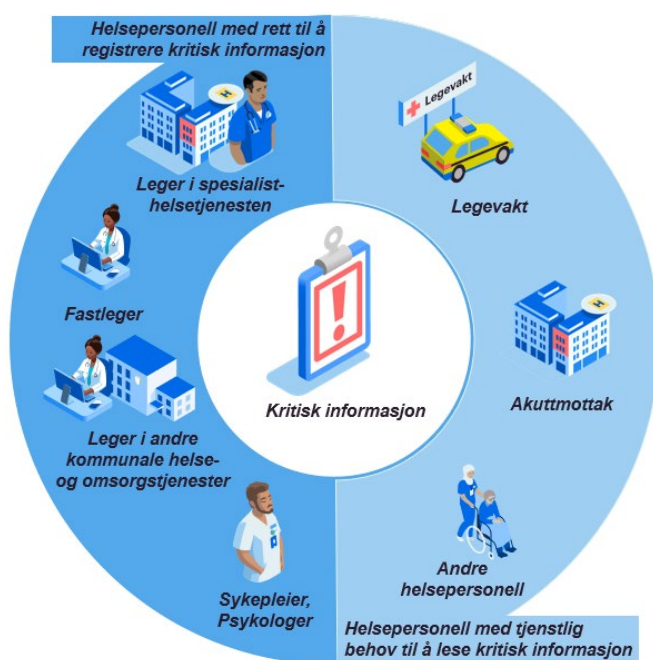 Helsepersonell med rett til å
registrere kritisk informasjon
Leger i spesialist-
helsetjenesten
Fastleger
Leger i andre
kommunale helse-
og omsorgstjenester
Sykepleier,
Psykologer
Kritisk informasjon
Legevakt
Legevakt
H
Akuttmottak
Andre
helsepersonell
Helsepersonell med tjenstlig
behov til å lese kritisk informasjon